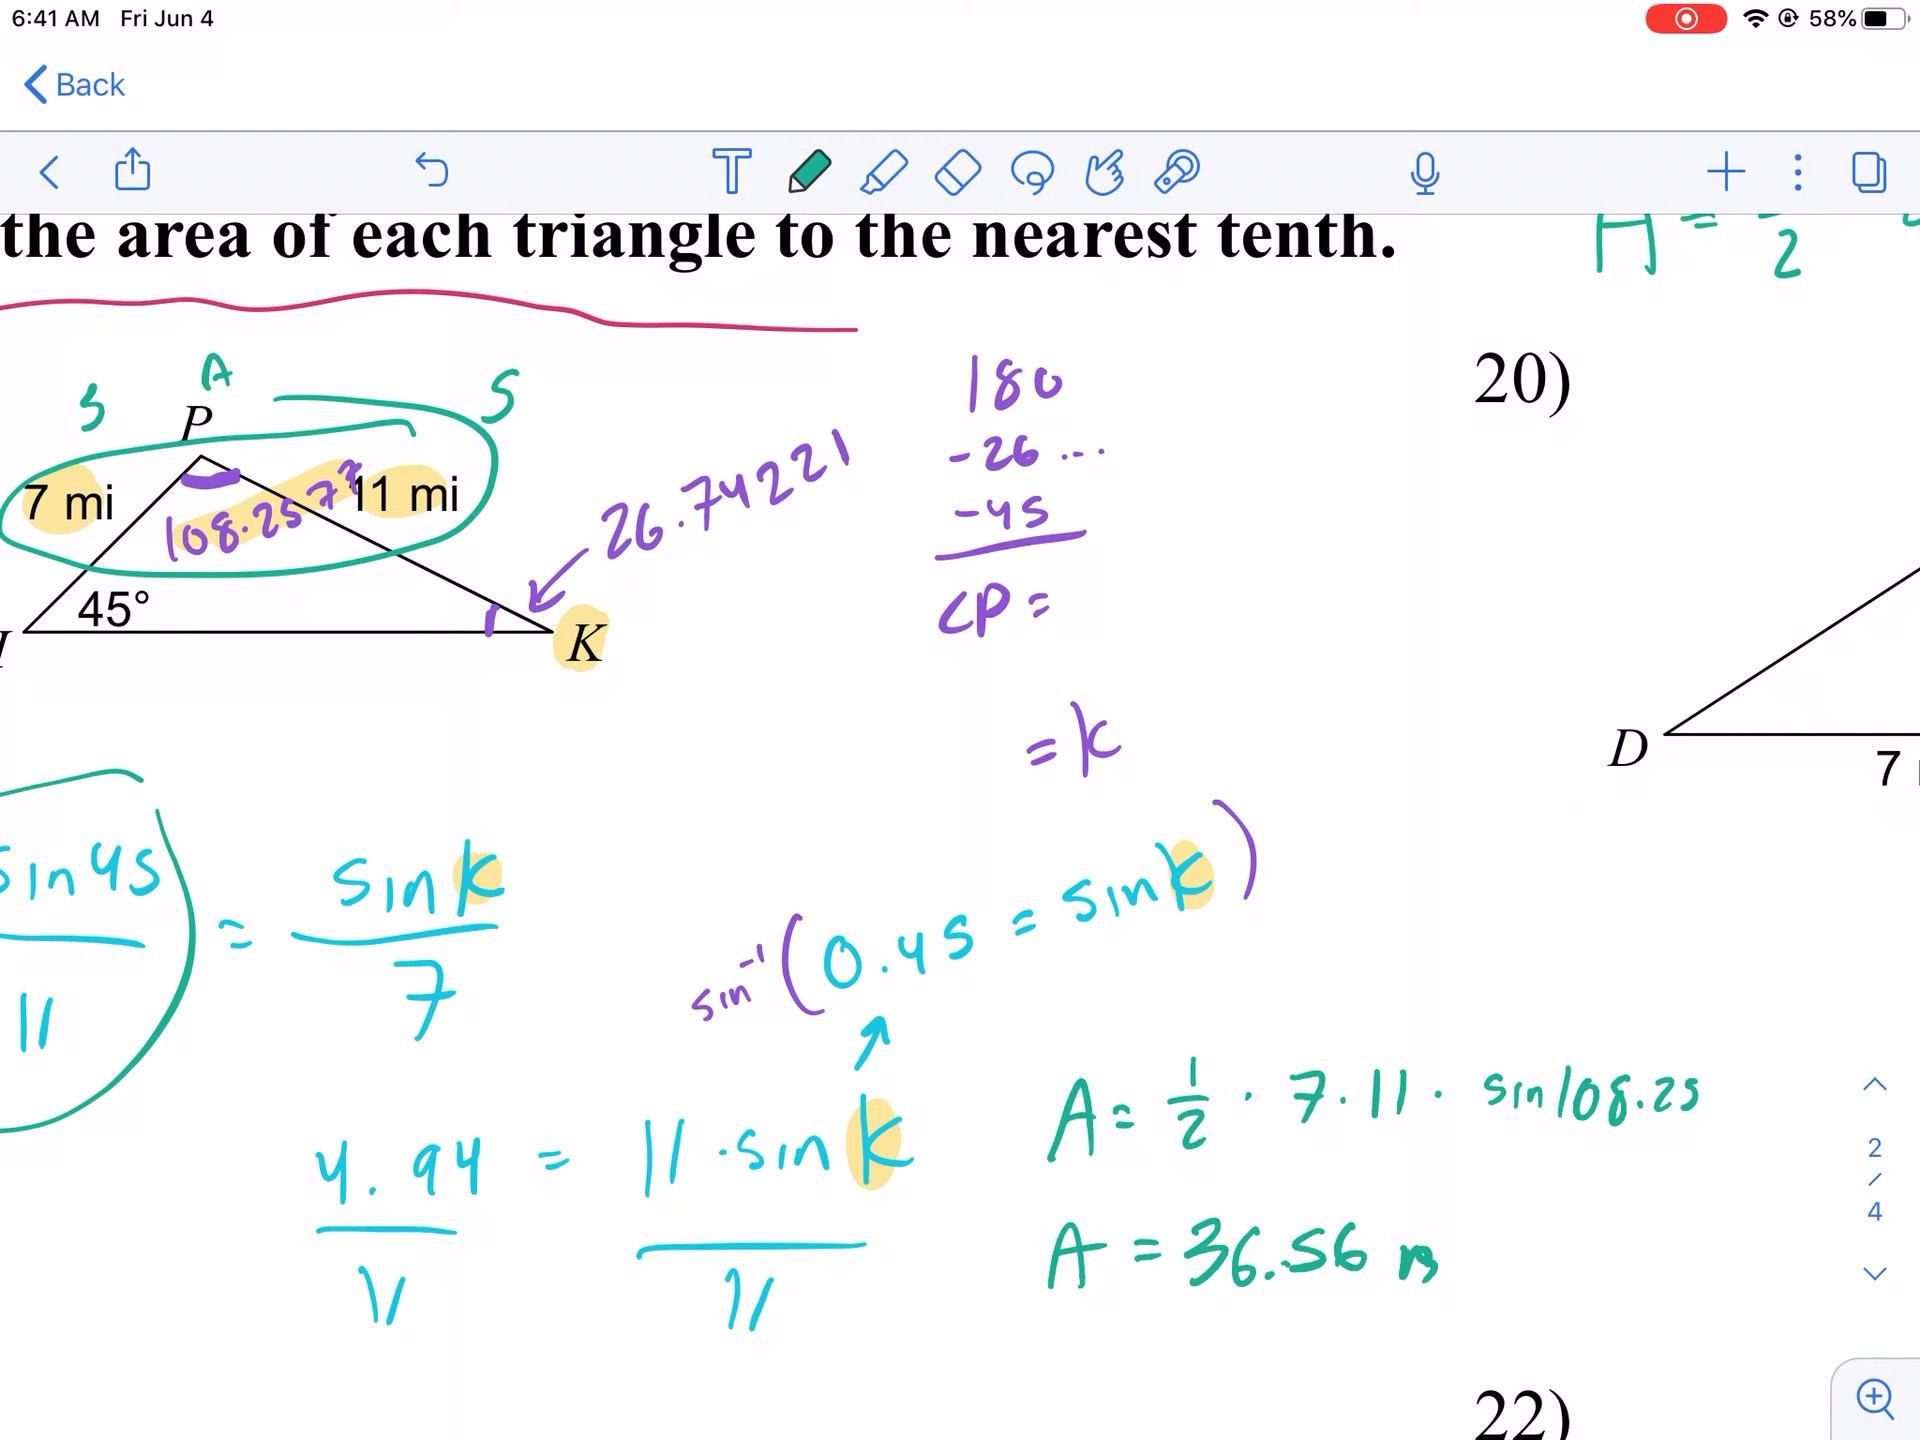 6:41 AM Fri Jun 4
58%
Back
the area of each triangle to the nearest tenth.
A = 2
S A S
P
7 mi
108.2577
11 mi
45°
K
26.74221
180
-26...
-45
<P =
20)
D
7
= k
sin 45
11
=
sin k
7
sin⁻¹ (0.45 = sin k)
4.94 = 11 · sin k
11 11
A = 1/2 · 7 · 11 · sin 108.25
A = 36.56
2
/
4
22)